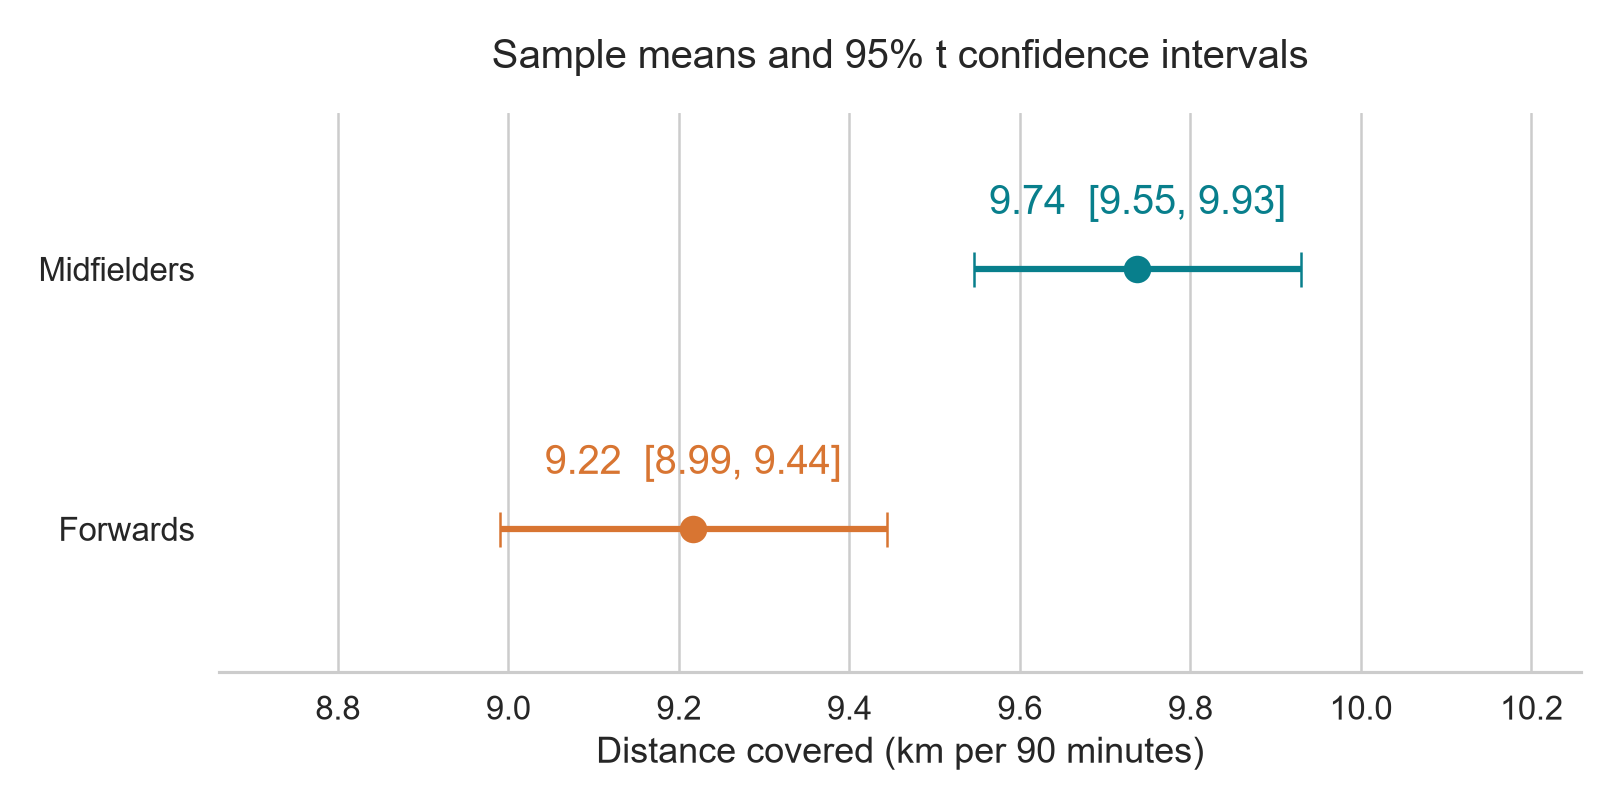 Sample means and 95% t confidence intervals
9.74 [9.55, 9.93]
Midfielders
9.22 [8.99, 9.44]
Forwards
8.8 9.0 9.2 9.4 9.6 9.8 10.0 10.2
Distance covered (km per 90 minutes)